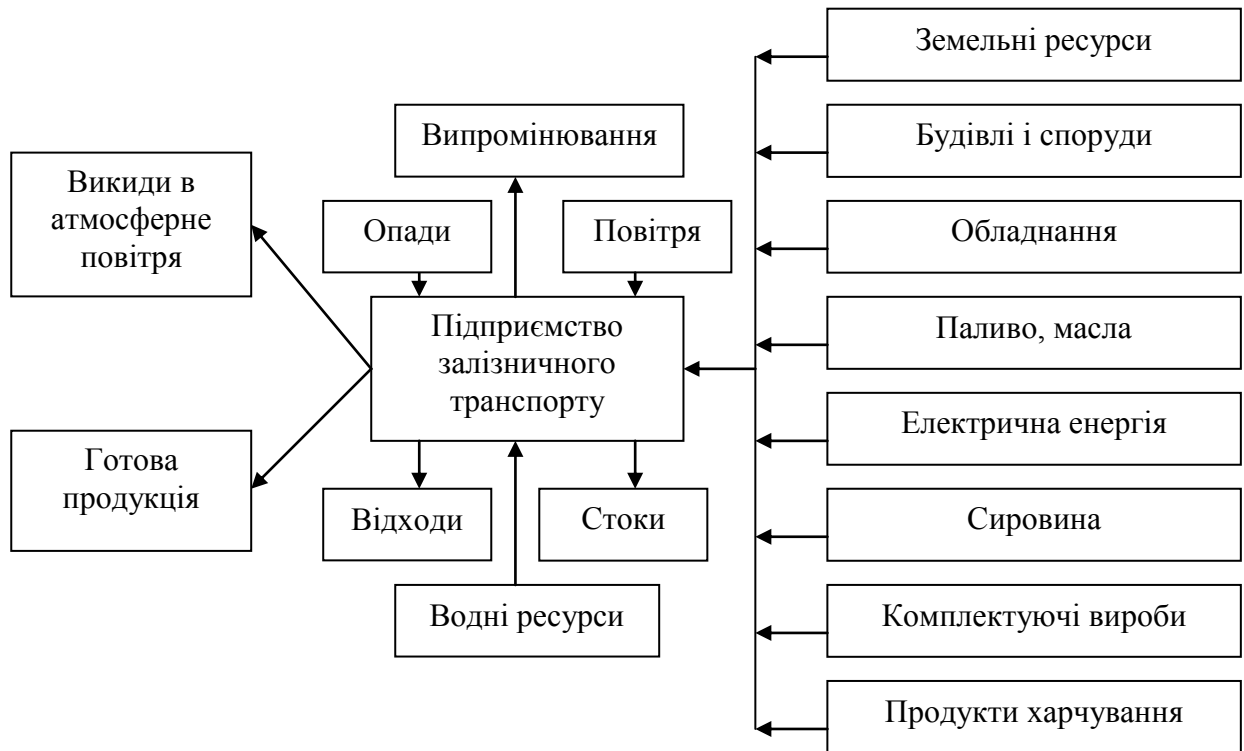 Земельні ресурси
Випромінювання
Будівлі і споруди
Викиди в
атмосферне
повітря
Опади
Повітря
Обладнання
Підприємство
залізничного
транспорту
Паливо, масла
Електрична енергія
Готова
продукція
Відходи
Стоки
Сировина
Водні ресурси
Комплектуючі вироби
Продукти харчування